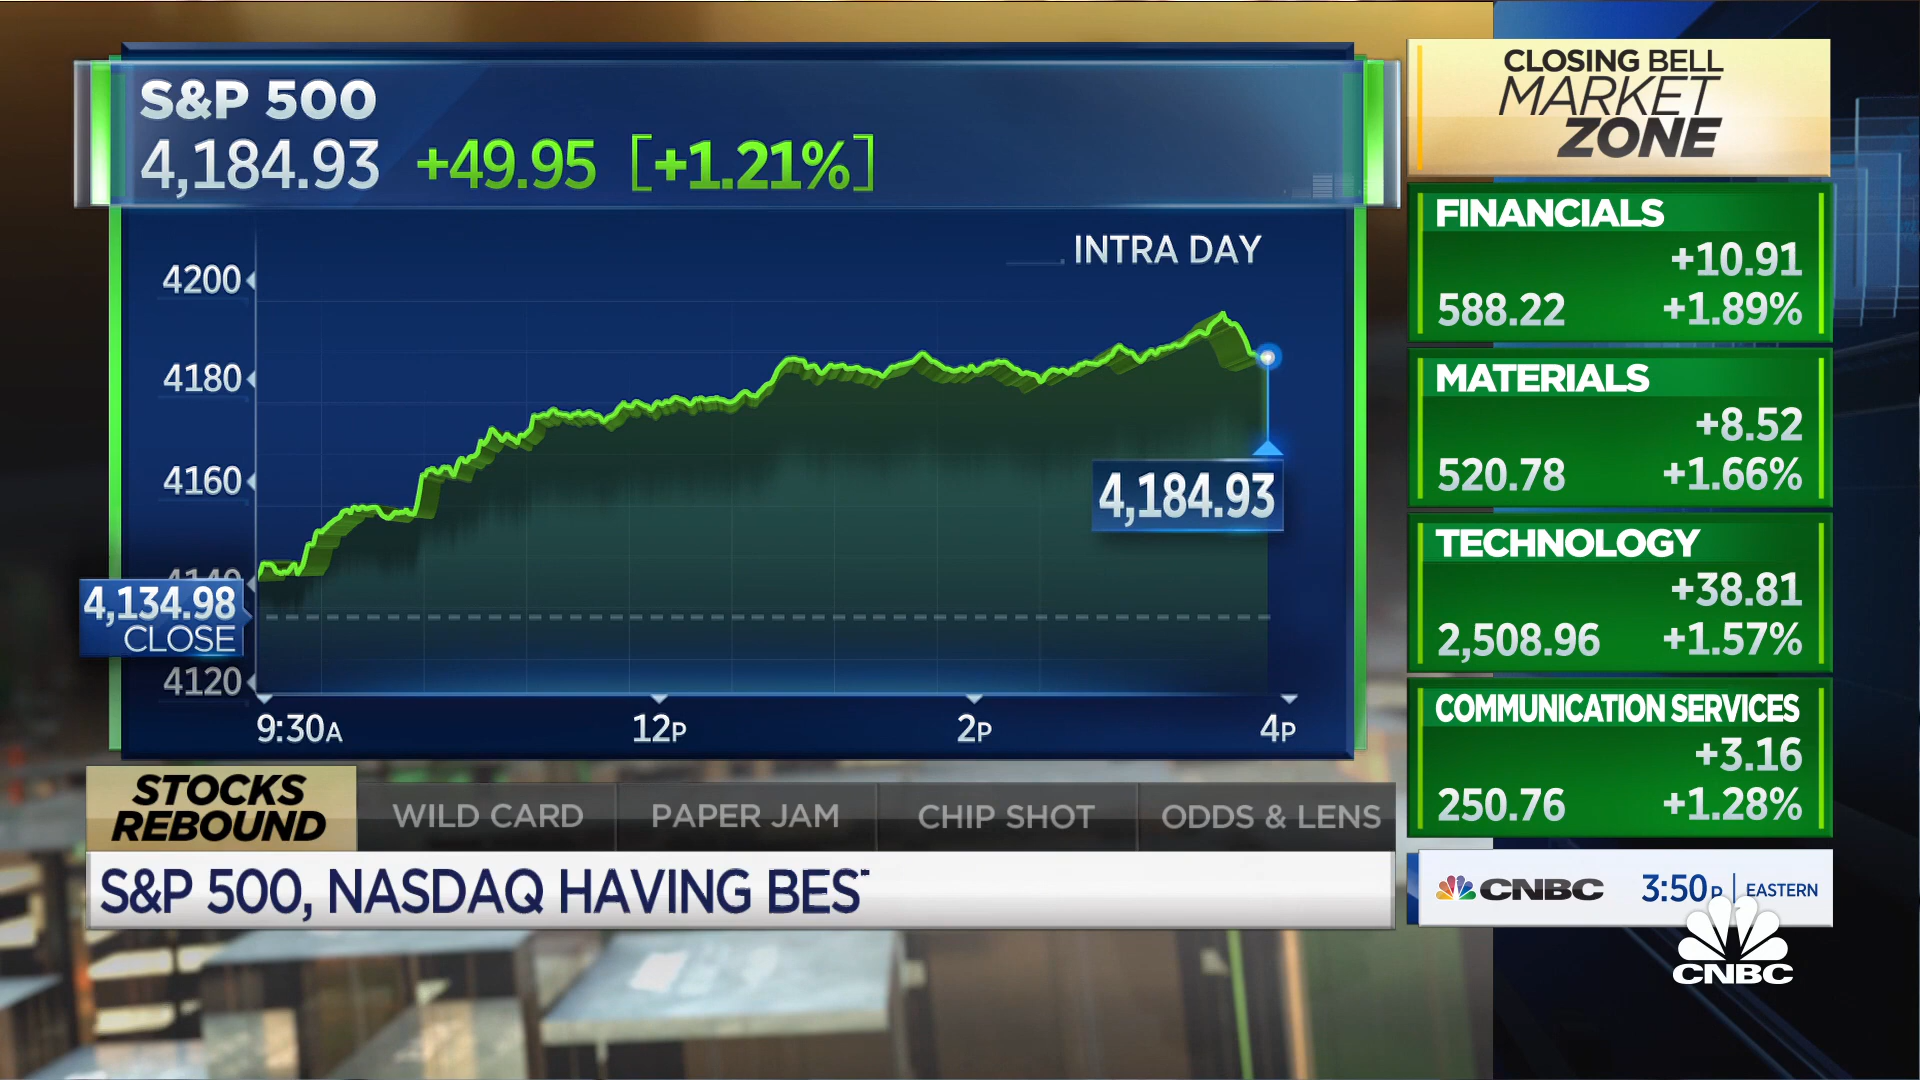 S&P 500
4,184.93 +49.95 [+1.21%]
INTRA DAY
4200
4180
4160
4140
4120
4,134.98
CLOSE
4,184.93
9:30A 12P 2P 4P
CLOSING BELL
MARKET
ZONE
FINANCIALS
+10.91
588.22 +1.89%
MATERIALS
+8.52
520.78 +1.66%
TECHNOLOGY
+38.81
2,508.96 +1.57%
COMMUNICATION SERVICES
+3.16
250.76 +1.28%
STOCKS
REBOUND
WILD CARD
PAPER JAM
CHIP SHOT
ODDS & LENS
S&P 500, NASDAQ HAVING BES
CNBC 3:50P EASTERN
CNBC